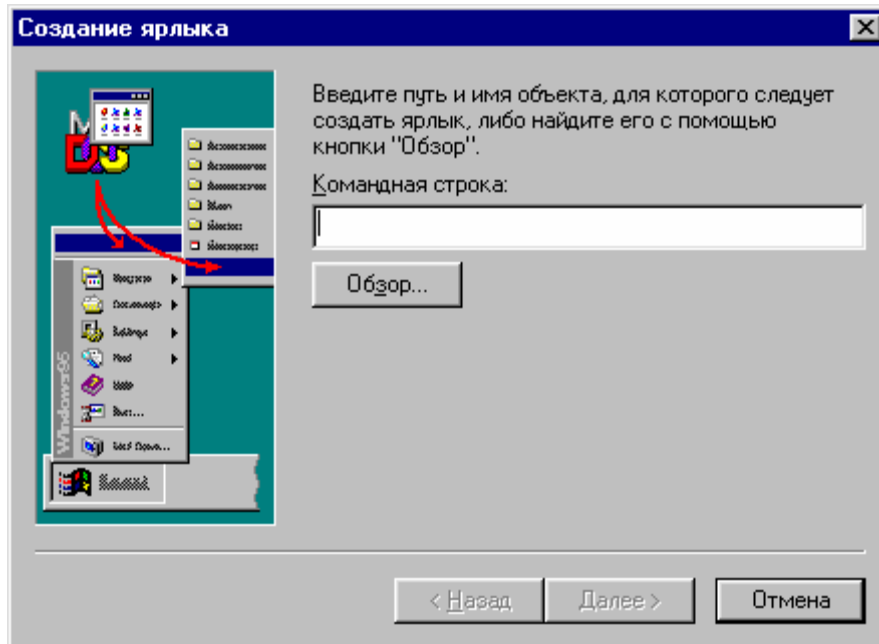 Создание ярлыка
Введите путь и имя объекта, для которого следует
создать ярлык, либо найдите его с помощью
кнопки "Обзор".
Командная строка:
Обзор...
Windows95
< Назад
Далее >
Отмена